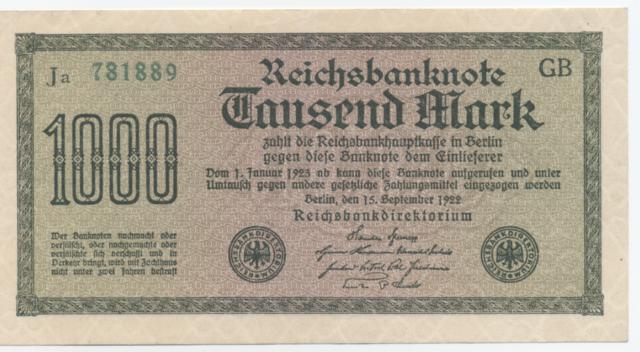 Ja 731889
GB
Reichsbanknote
Tausend Mark
1000
zahlt die Reichsbankhauptkasse in Berlin
gegen diese Banknote dem Einlieferer
Vom 1. Januar 1923 ab kann diese Banknote aufgerufen und unter
Umtausch gegen andere gesetzliche Zahlungsmittel eingezogen werden
Berlin, den 15. September 1922
Reichsbankdirektorium
Wer Banknoten nachmacht oder
verfälscht, oder nachgemachte oder
verfälschte sich verschafft und in
Verkehr bringt, wird mit Zuchthaus
nicht unter zwei Jahren bestraft
REICHSBANKDIREKTORIUM
REICHSBANKDIREKTORIUM